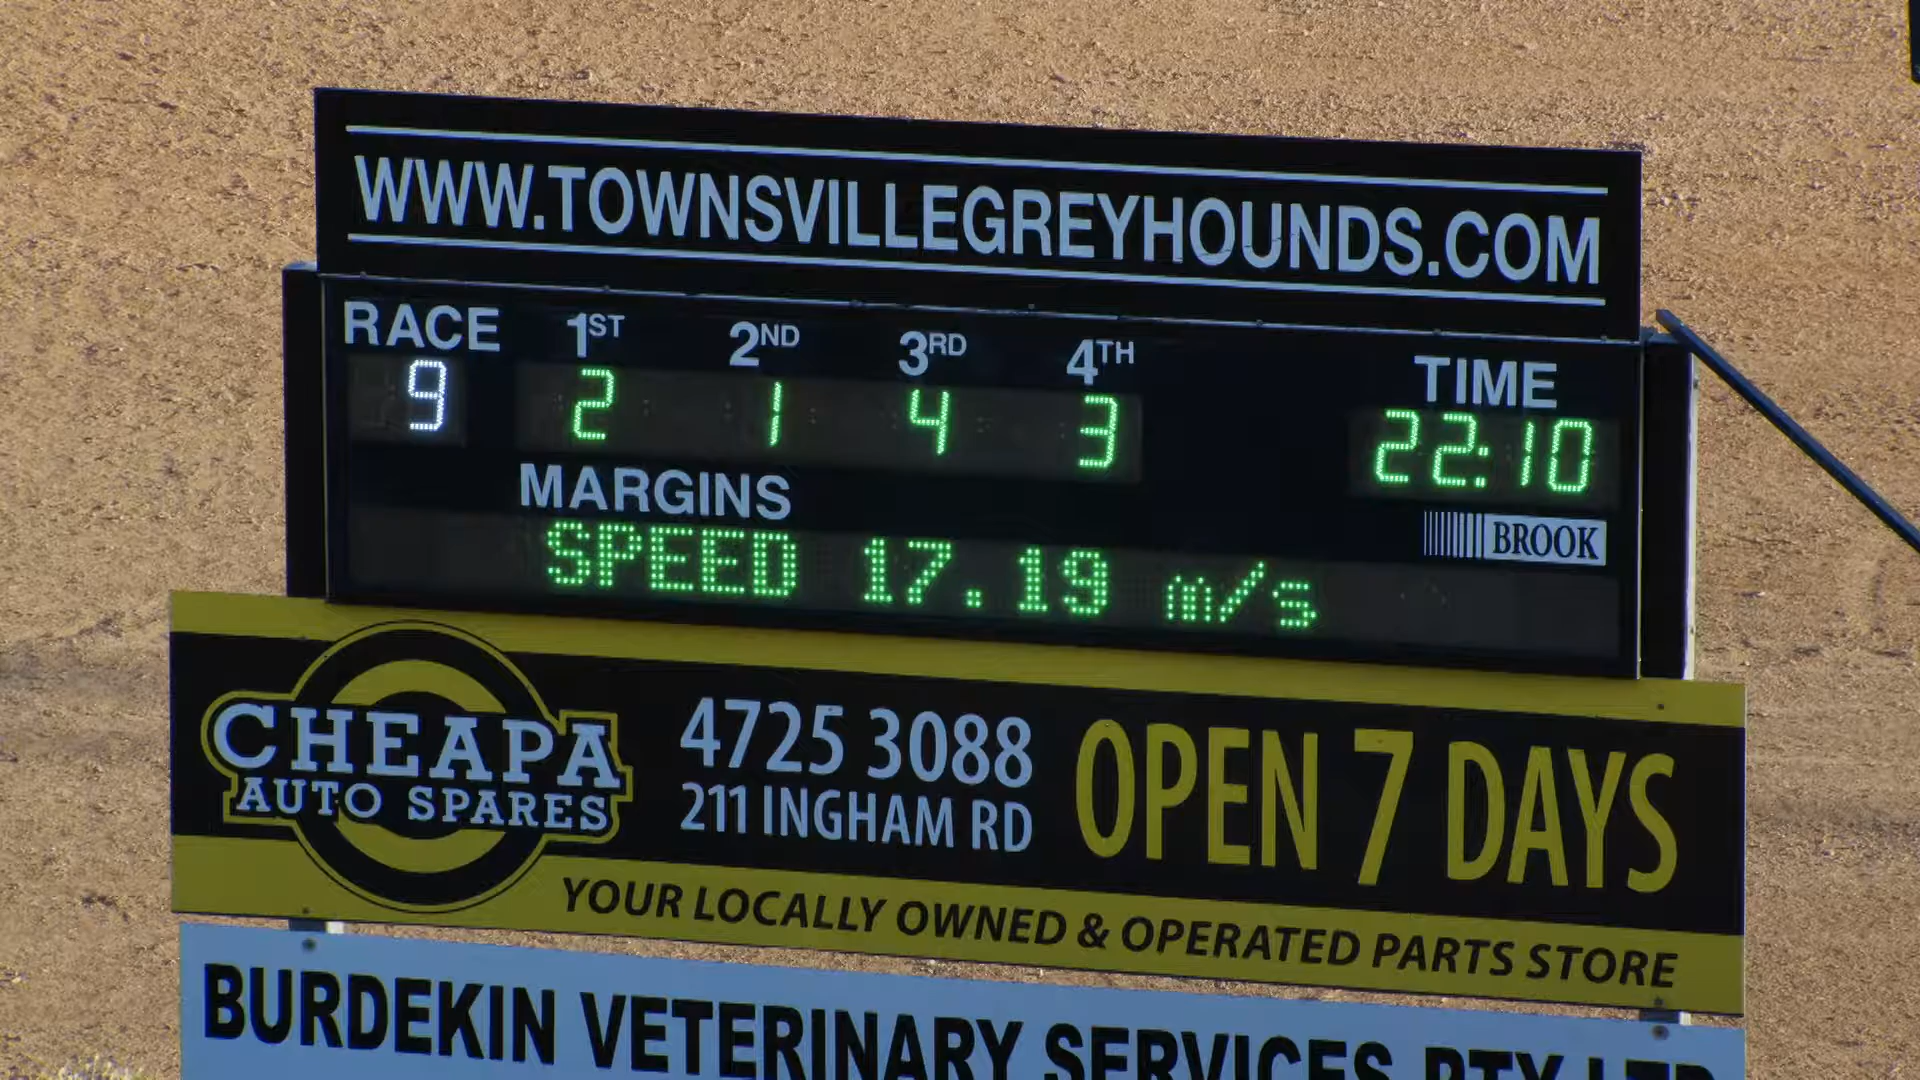 WWW.TOWNSVILLEGREYHOUNDS.COM
RACE 1ST 2ND 3RD 4TH TIME
9 2 1 4 3 22:10
MARGINS
BROOK
SPEED 17.19 m/s
CHEAPA
AUTO SPARES
4725 3088
211 INGHAM RD
OPEN 7 DAYS
YOUR LOCALLY OWNED & OPERATED PARTS STORE
BURDEKIN VETERINARY SERVICES PTY LTD